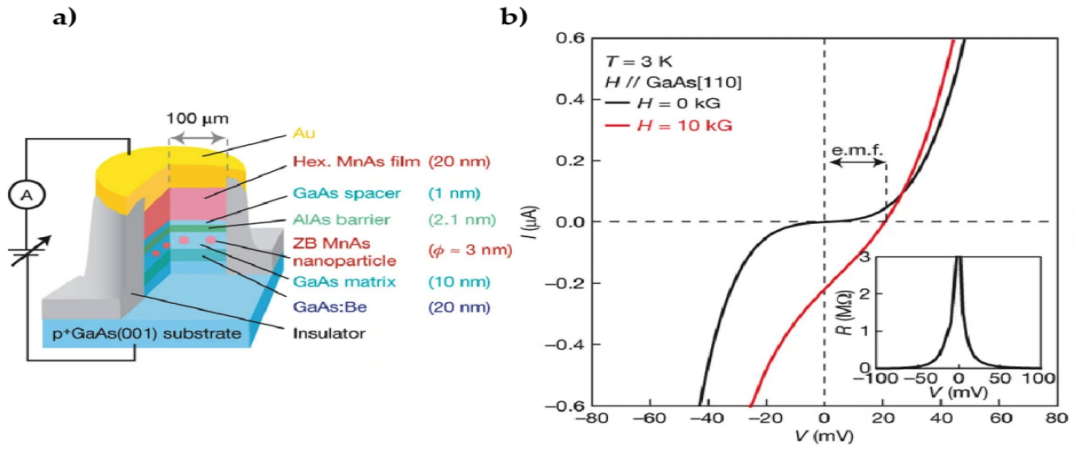 a)
100 μm
Au
Hex. MnAs film (20 nm)
GaAs spacer (1 nm)
AlAs barrier (2.1 nm)
ZB MnAs
nanoparticle (ϕ ≈ 3 nm)
GaAs matrix (10 nm)
GaAs:Be (20 nm)
Insulator
p⁺GaAs(001) substrate
A
b)
0.6
0.4
0.2
0.0
−0.2
−0.4
−0.6
I (μA)
T = 3 K
H // GaAs[110]
H = 0 kG
H = 10 kG
e.m.f.
3
2
1
0
R (MΩ)
−100 −50 0 50 100
V (mV)
−80 −60 −40 −20 0 20 40 60 80
V (mV)